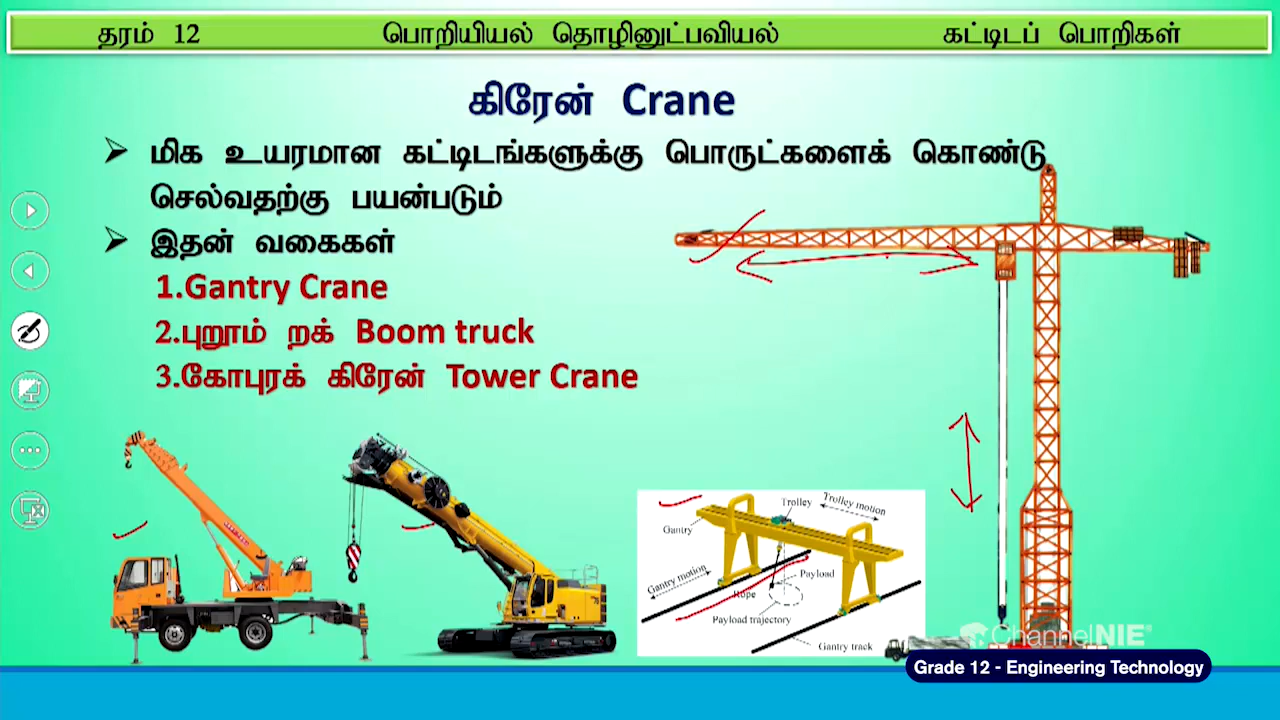 தரம் 12 பொறியியல் தொழினுட்பவியல் கட்டிடப் பொறிகள்
கிரேன் Crane
➢ மிக உயரமான கட்டிடங்களுக்கு பொருட்களைக் கொண்டு
செல்வதற்கு பயன்படும்
➢ இதன் வகைகள்
1.Gantry Crane
2.புறூம் றக் Boom truck
3.கோபுரக் கிரேன் Tower Crane
Trolley
Trolley motion
Gantry
Gantry motion
Payload
Rope
Payload trajectory
Gantry track
Channel NIE
Grade 12 - Engineering Technology